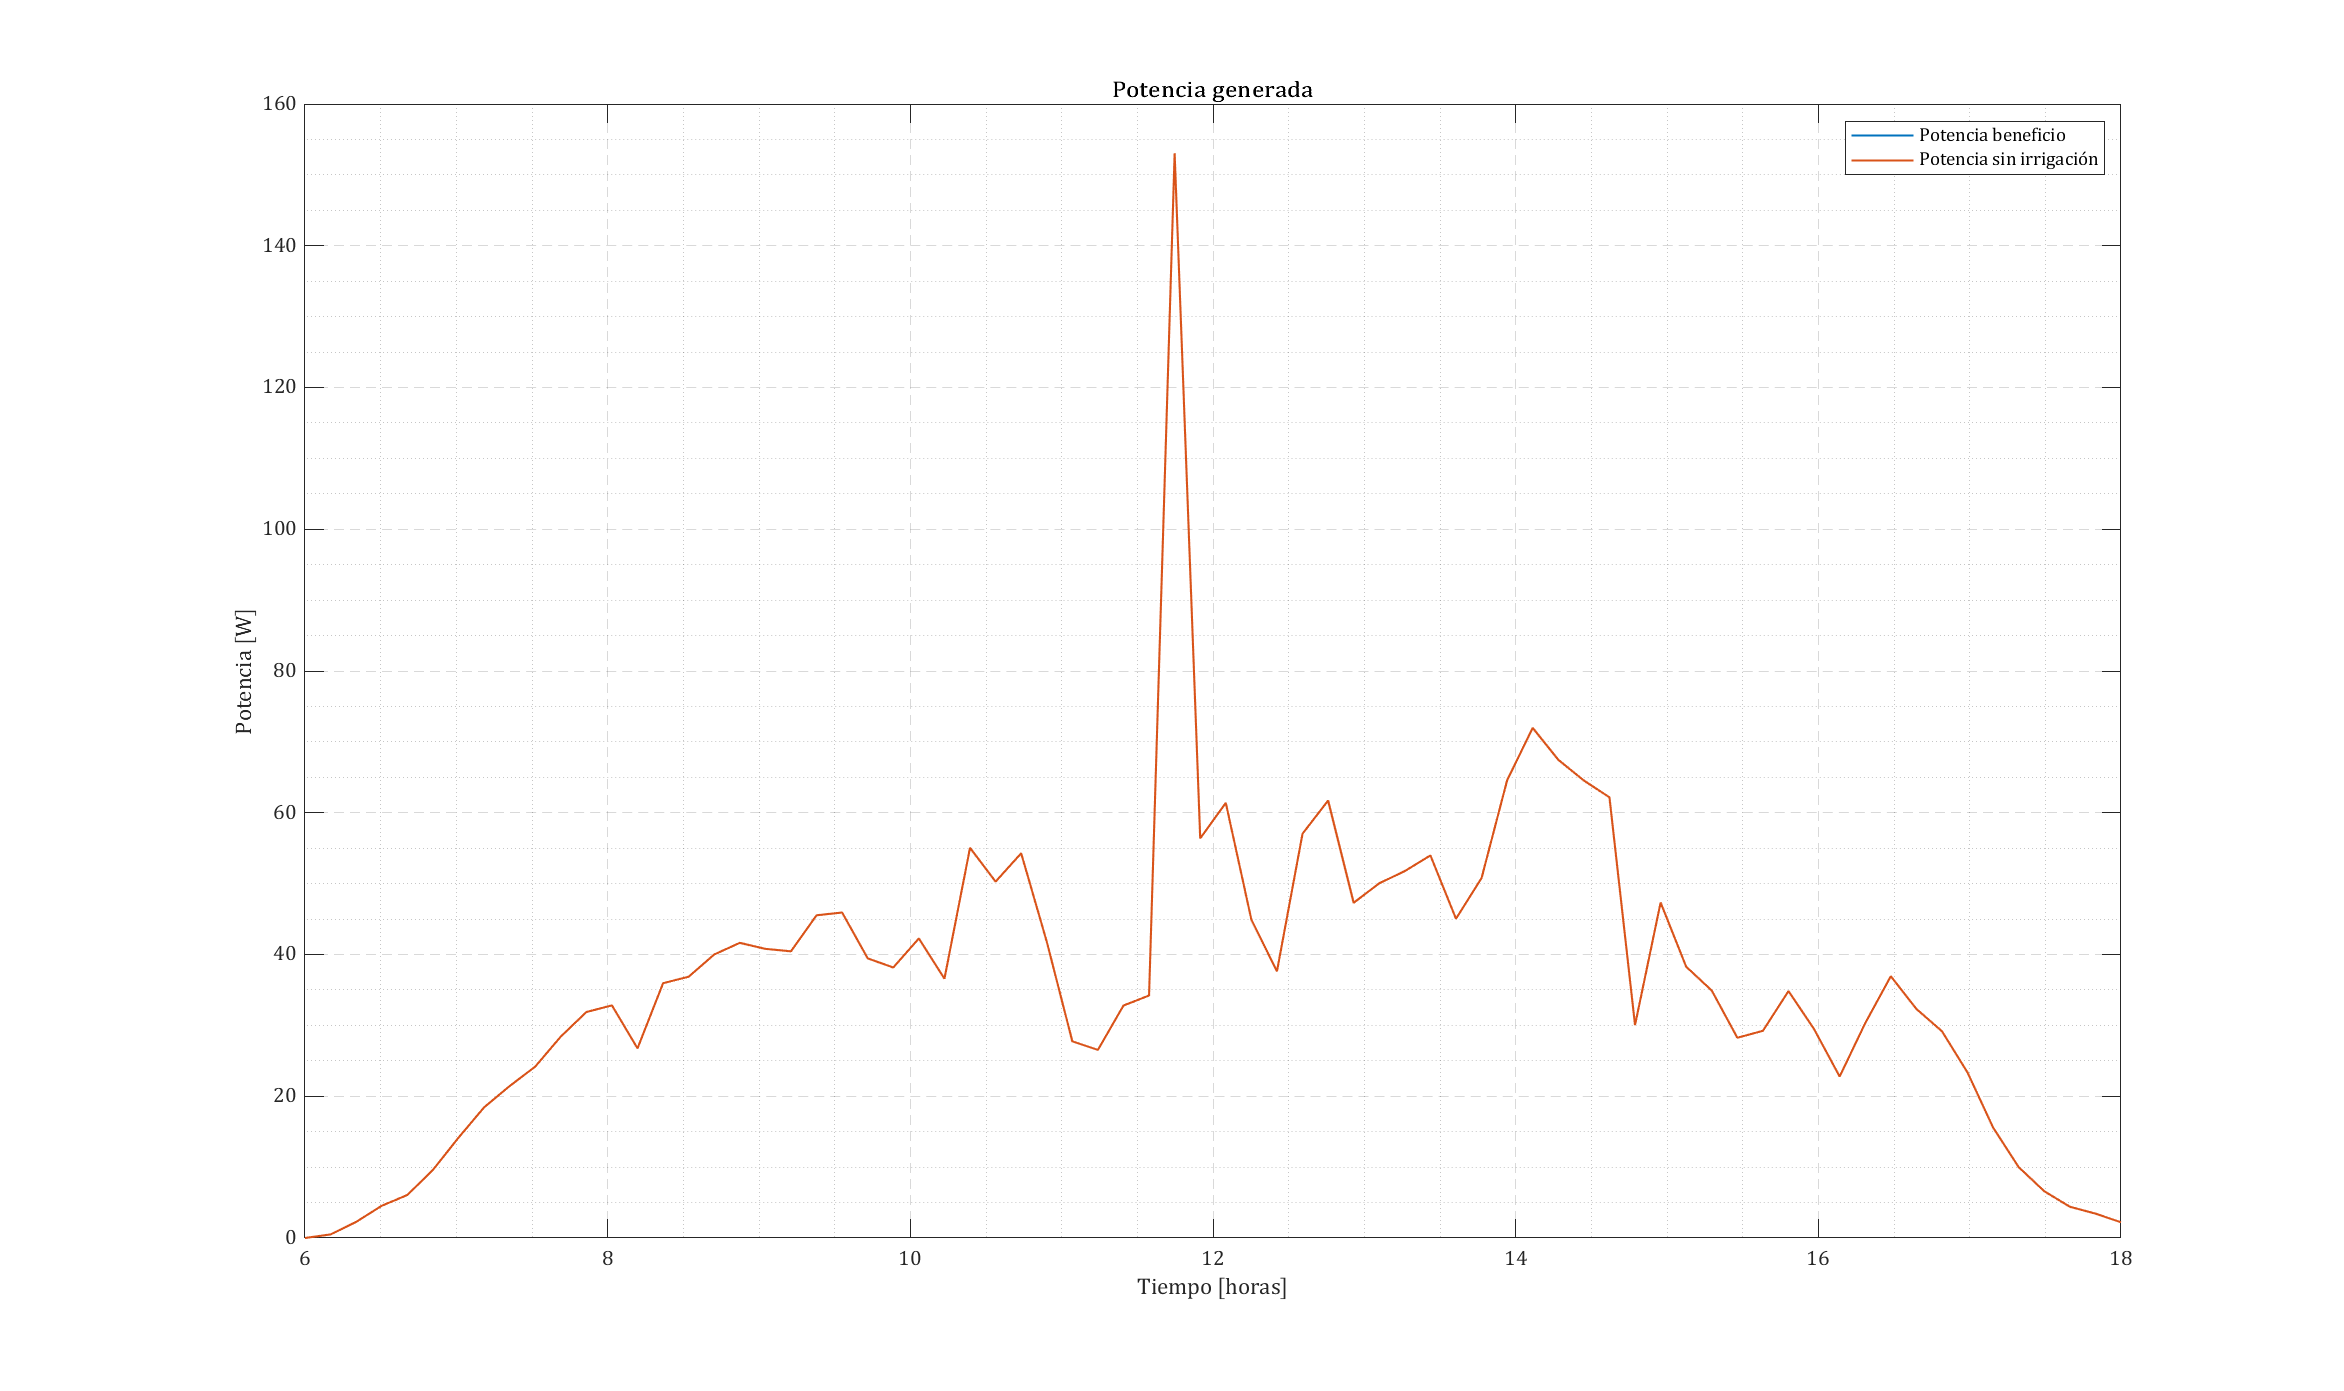 Potencia generada
160
140
120
100
80
60
40
20
0
Potencia [W]
Potencia beneficio
Potencia sin irrigación
6 8 10 12 14 16 18
Tiempo [horas]